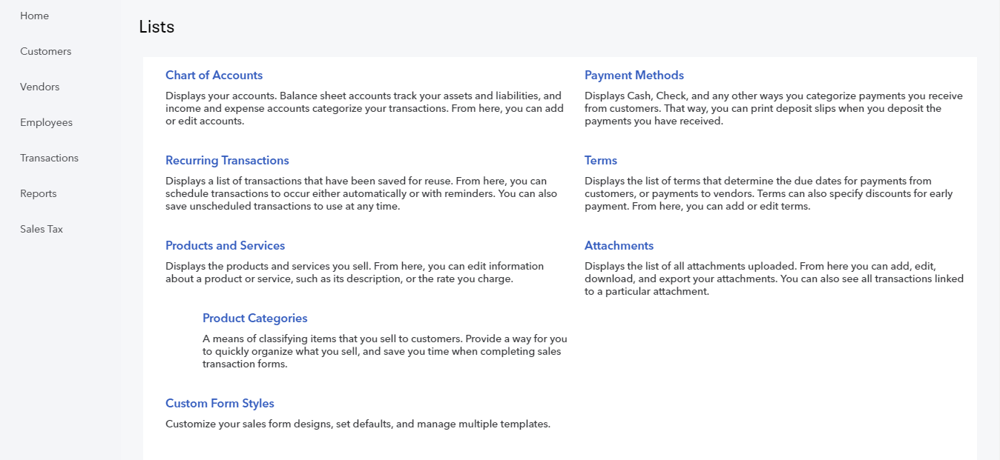 Home
Customers
Vendors
Employees
Transactions
Reports
Sales Tax
Lists
Chart of Accounts
Displays your accounts. Balance sheet accounts track your assets and liabilities, and
income and expense accounts categorize your transactions. From here, you can add
or edit accounts.
Recurring Transactions
Displays a list of transactions that have been saved for reuse. From here, you can
schedule transactions to occur either automatically or with reminders. You can also
save unscheduled transactions to use at any time.
Products and Services
Displays the products and services you sell. From here, you can edit information
about a product or service, such as its description, or the rate you charge.
Product Categories
A means of classifying items that you sell to customers. Provide a way for you
to quickly organize what you sell, and save you time when completing sales
transaction forms.
Custom Form Styles
Customize your sales form designs, set defaults, and manage multiple templates.
Payment Methods
Displays Cash, Check, and any other ways you categorize payments you receive
from customers. That way, you can print deposit slips when you deposit the
payments you have received.
Terms
Displays the list of terms that determine the due dates for payments from
customers, or payments to vendors. Terms can also specify discounts for early
payment. From here, you can add or edit terms.
Attachments
Displays the list of all attachments uploaded. From here you can add, edit,
download, and export your attachments. You can also see all transactions linked
to a particular attachment.